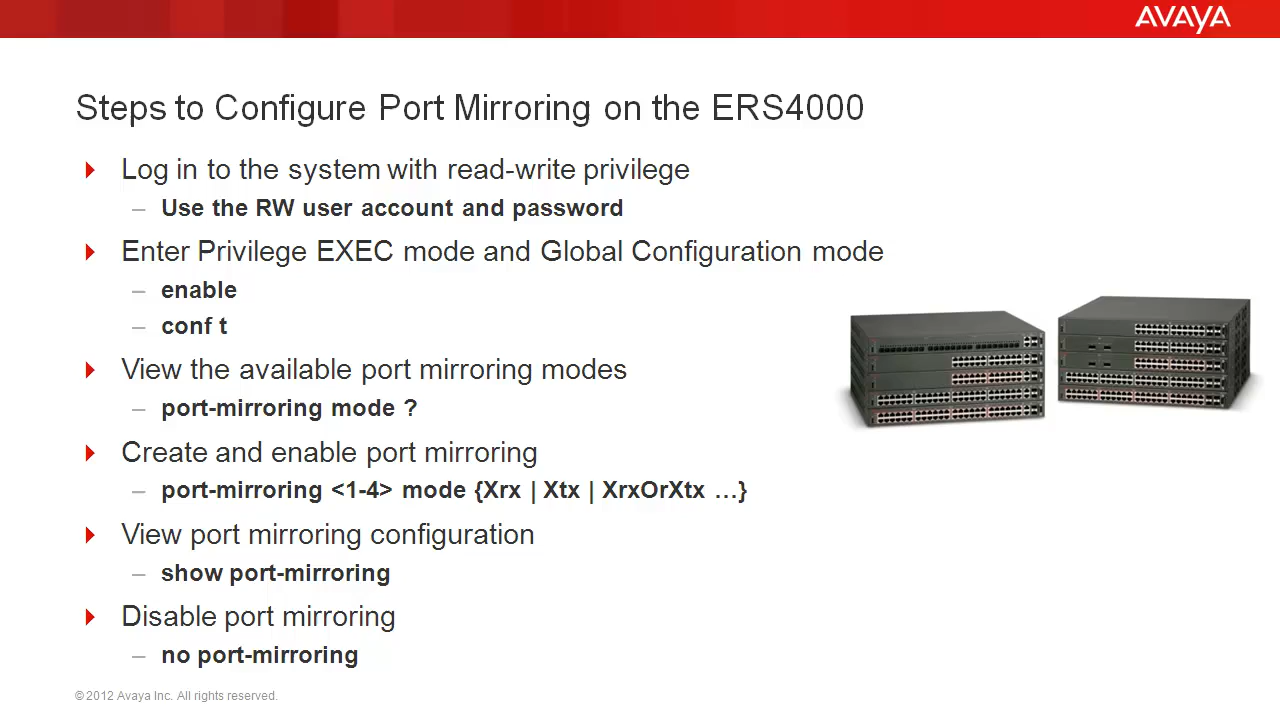 AVAYA
Steps to Configure Port Mirroring on the ERS4000
Log in to the system with read-write privilege
– Use the RW user account and password
Enter Privilege EXEC mode and Global Configuration mode
– enable
– conf t
View the available port mirroring modes
– port-mirroring mode ?
Create and enable port mirroring
– port-mirroring <1-4> mode {Xrx | Xtx | XrxOrXtx …}
View port mirroring configuration
– show port-mirroring
Disable port mirroring
– no port-mirroring
© 2012 Avaya Inc. All rights reserved.